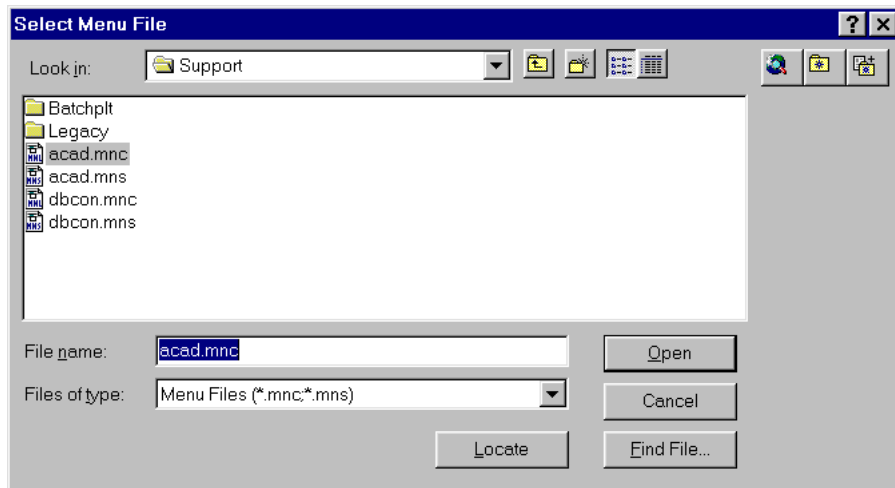 Select Menu File
Look in: Support
Batchplt
Legacy
acad.mnc
acad.mns
dbcon.mnc
dbcon.mns
File name: acad.mnc Open
Files of type: Menu Files (*.mnc;*.mns) Cancel
Locate Find File...